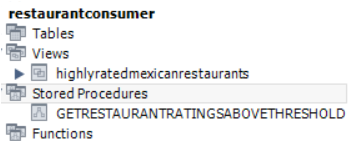 restaurantconsumer
Tables
Views
highlyratedmexicanrestaurants
Stored Procedures
GETRESTAURANTRATINGSABOVETHRESHOLD
Functions